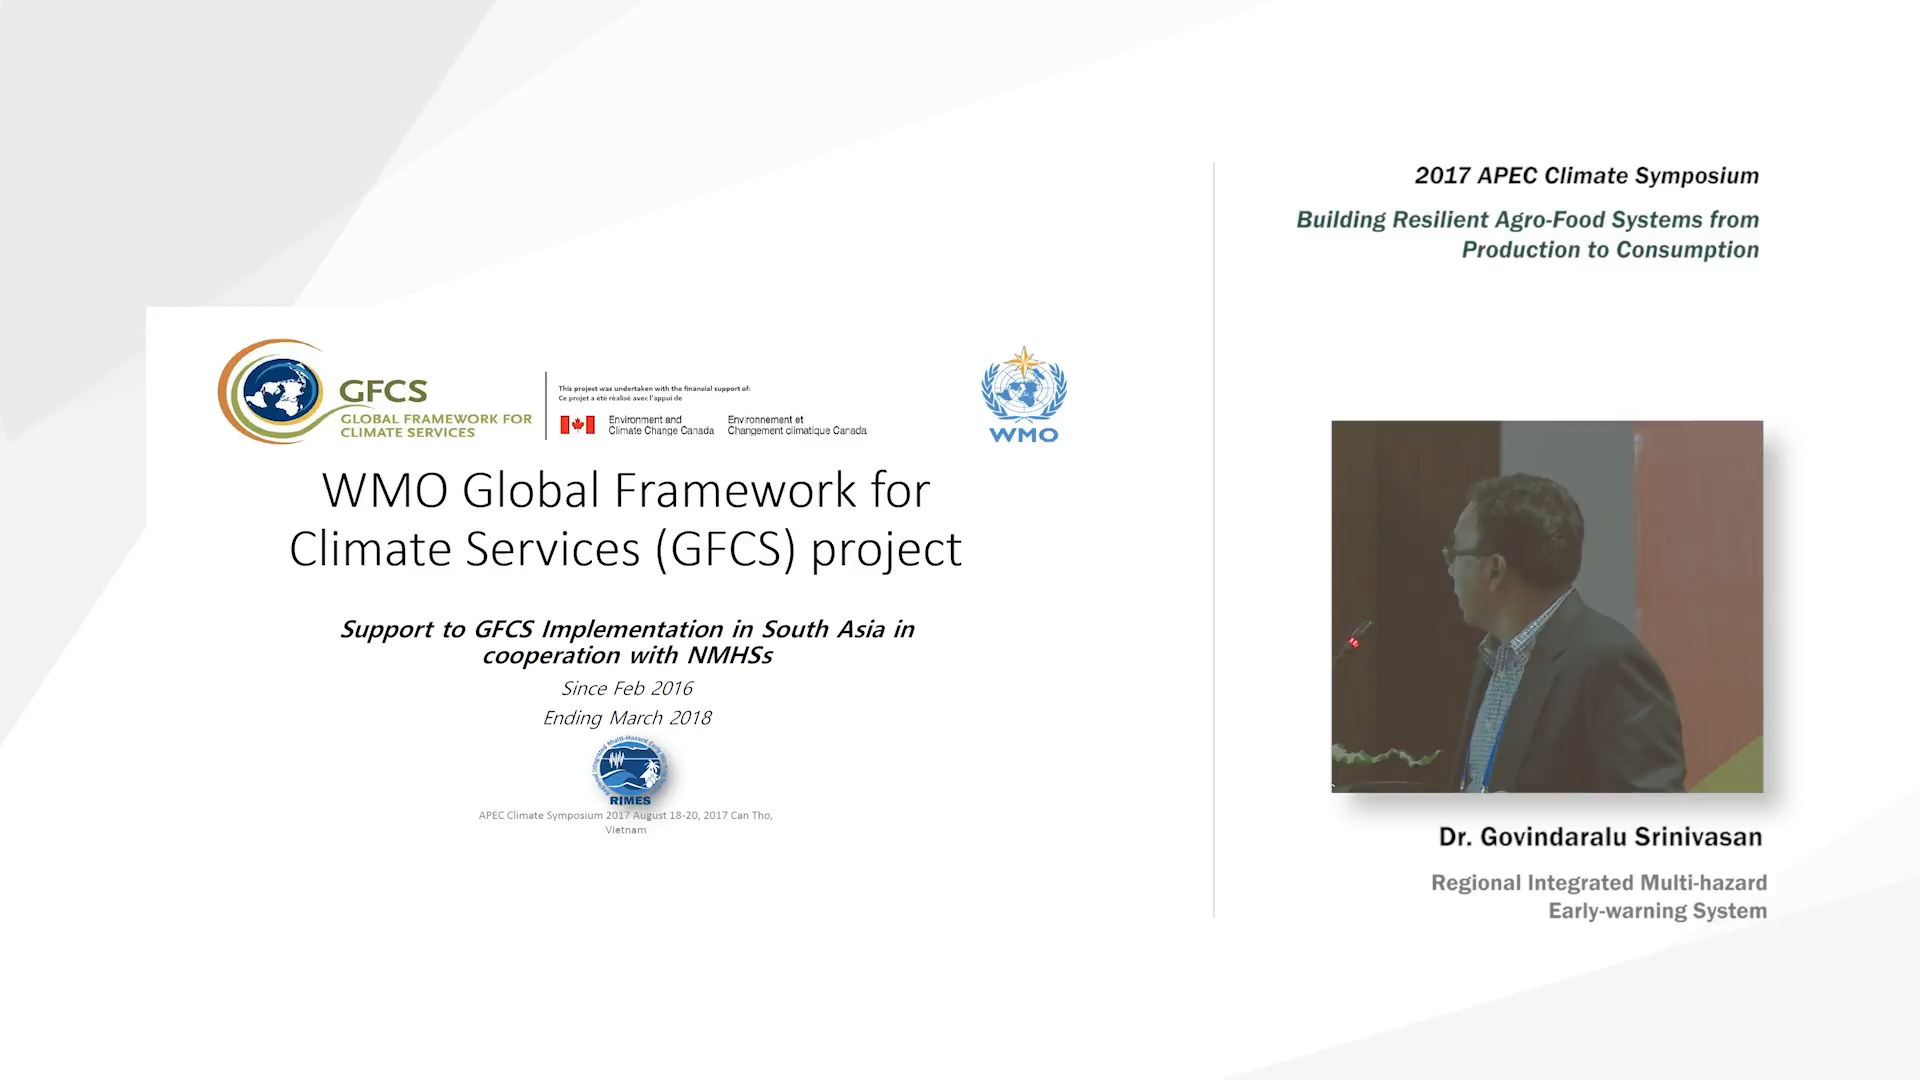 2017 APEC Climate Symposium
Building Resilient Agro-Food Systems from
Production to Consumption
GFCS
GLOBAL FRAMEWORK FOR
CLIMATE SERVICES
This project was undertaken with the financial support of:
Ce projet a été réalisé avec l'appui de
Environment and
Climate Change Canada
Environnement et
Changement climatique Canada
WMO
WMO Global Framework for
Climate Services (GFCS) project
Support to GFCS Implementation in South Asia in
cooperation with NMHSs
Since Feb 2016
Ending March 2018
RIMES
APEC Climate Symposium 2017 August 18-20, 2017 Can Tho,
Vietnam
Dr. Govindaralu Srinivasan
Regional Integrated Multi-hazard
Early-warning System